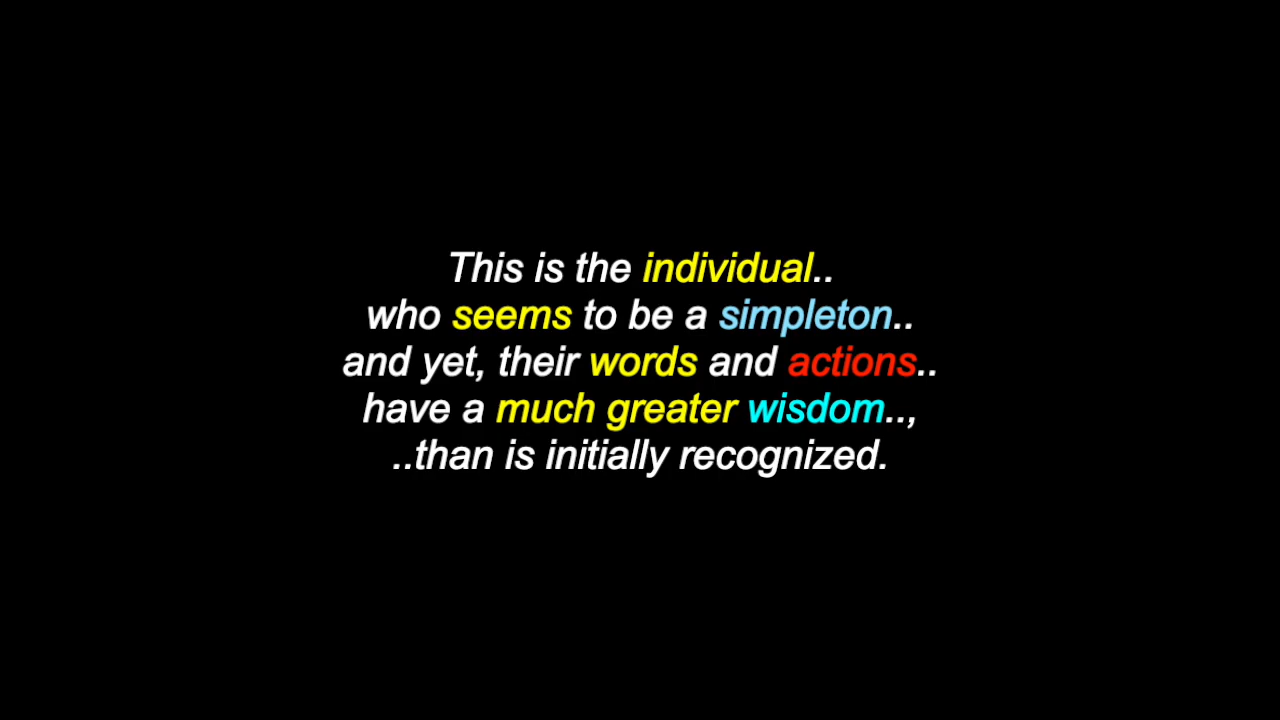 This is the individual..
who seems to be a simpleton..
and yet, their words and actions..
have a much greater wisdom..,
..than is initially recognized.